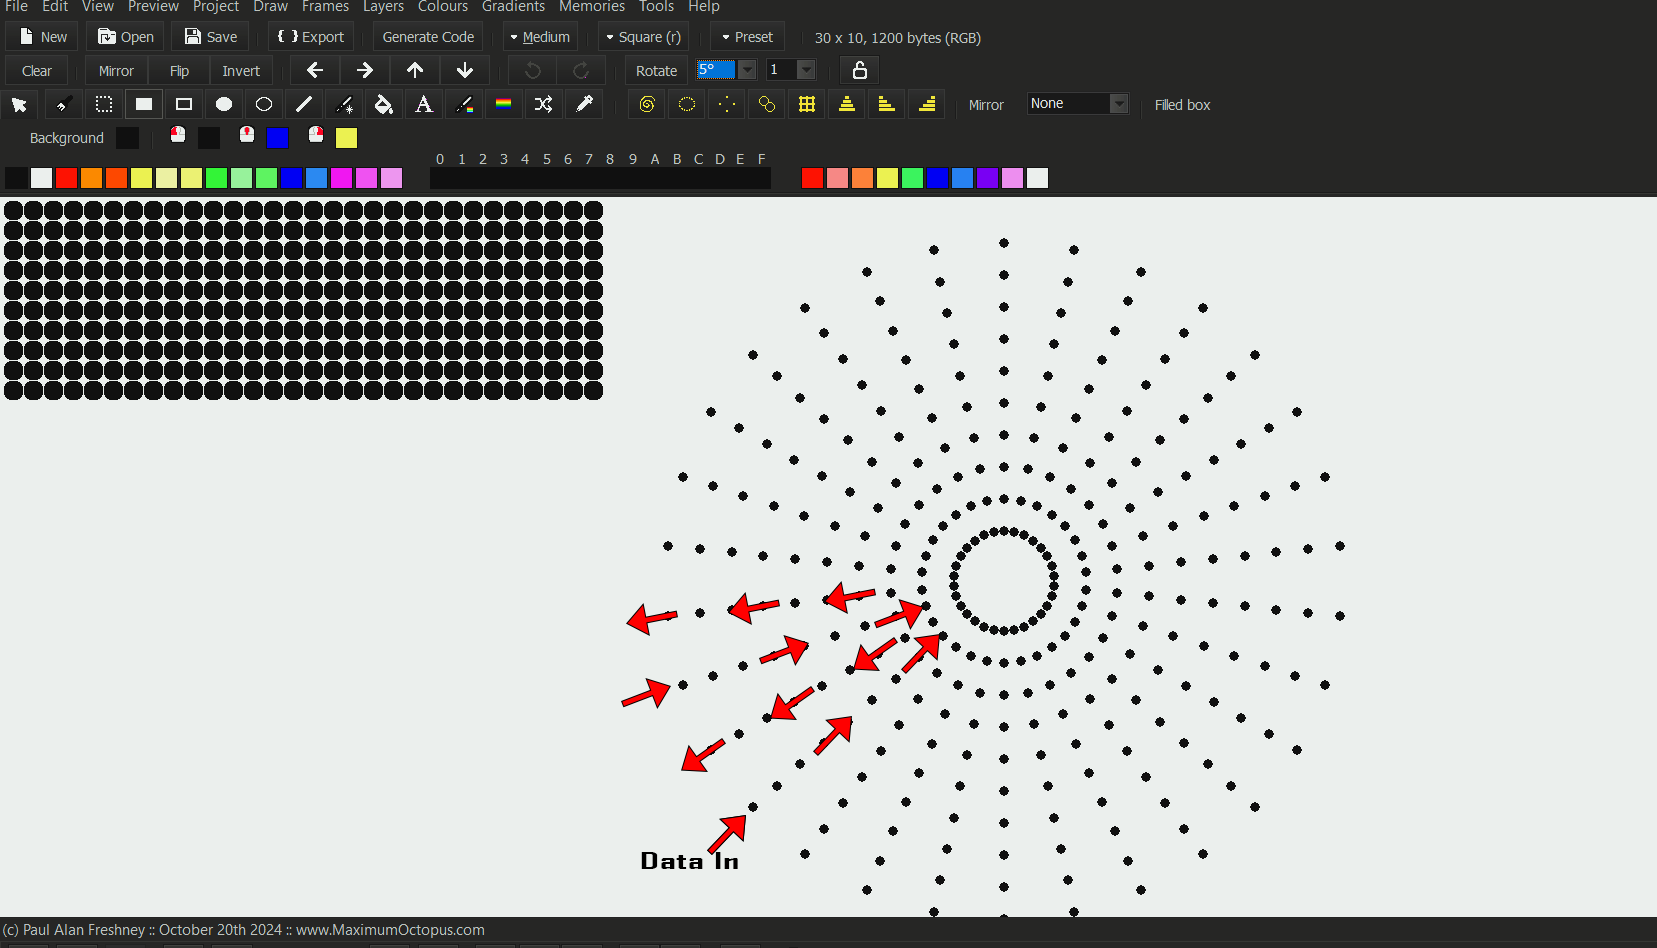 File Edit View Preview Project Draw Frames Layers Colours Gradients Memories Tools Help
New Open Save { } Export Generate Code Medium Square (r) Preset 30 x 10, 1200 bytes (RGB)
Clear Mirror Flip Invert Rotate 5° 1
A Mirror None Filled box
Background
0 1 2 3 4 5 6 7 8 9 A B C D E F
Data In
(c) Paul Alan Freshney :: October 20th 2024 :: www.MaximumOctopus.com